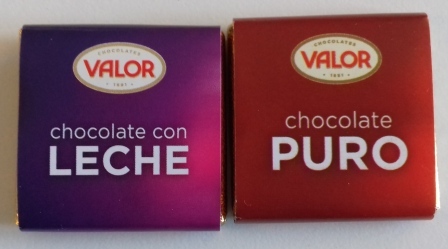 CHOCOLATES
VALOR
1881
chocolate con
LECHE
CHOCOLATES
VALOR
1881
chocolate
PURO